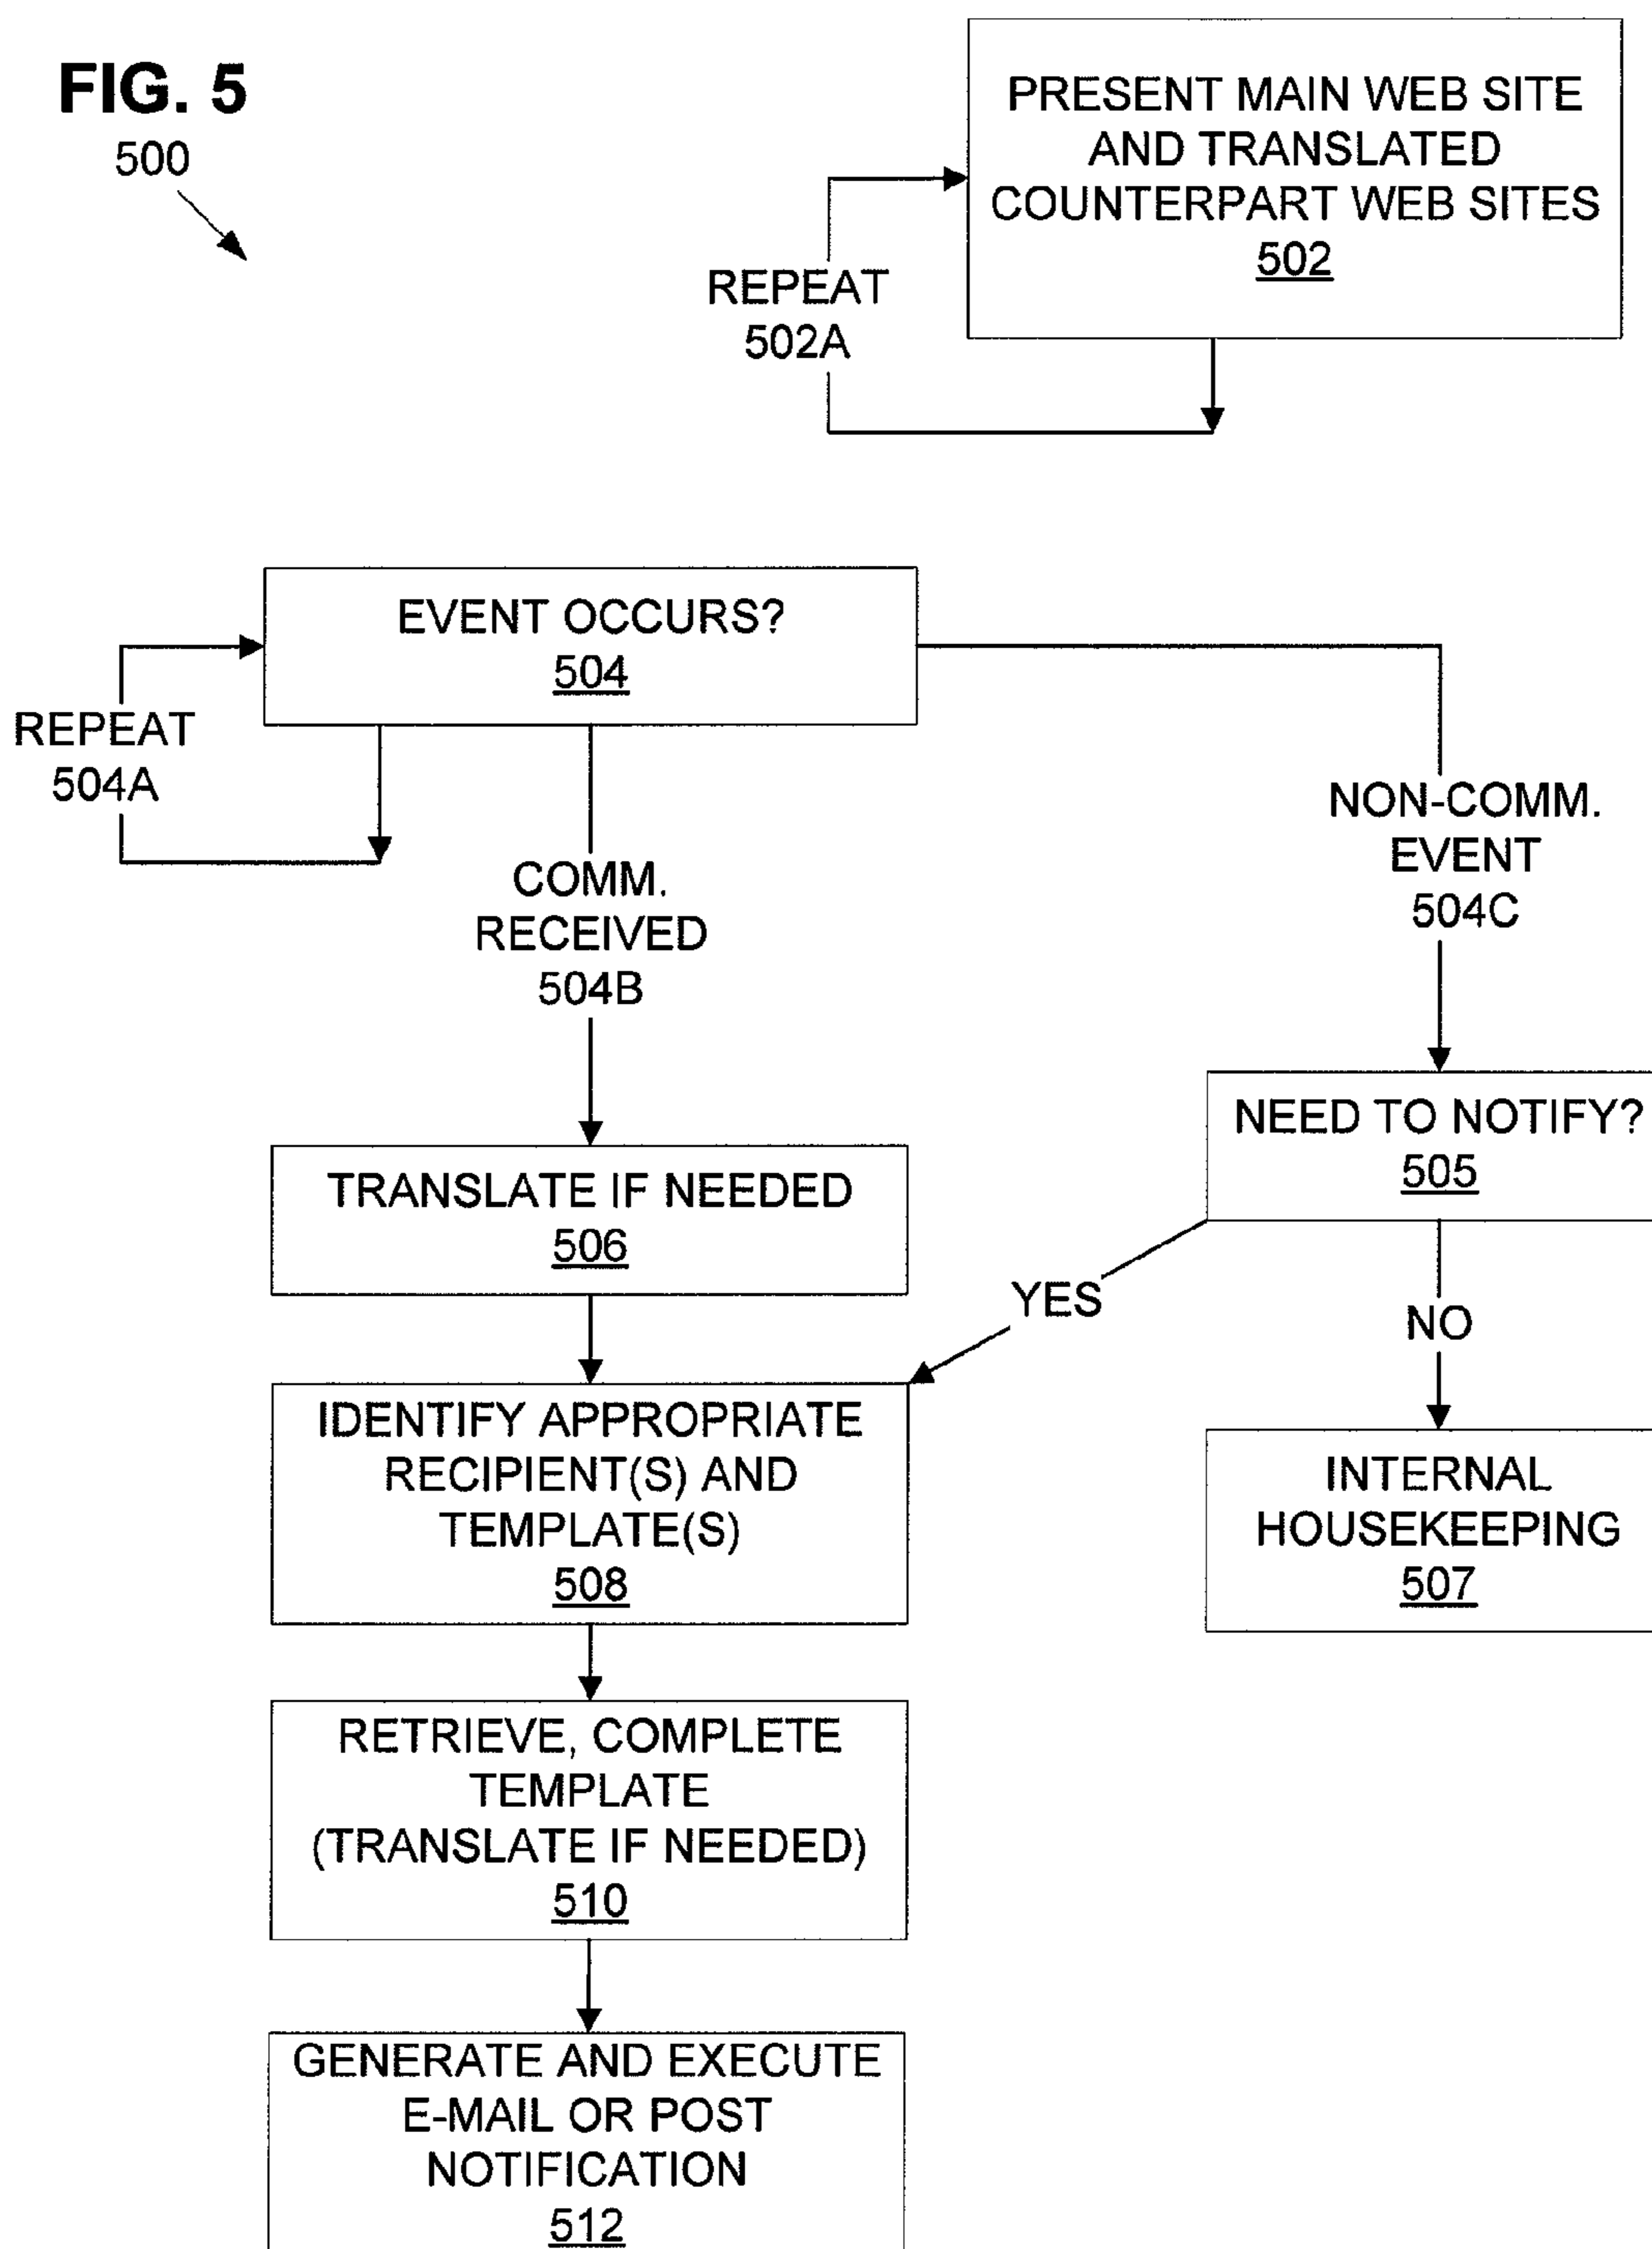 FIG. 5
500
PRESENT MAIN WEB SITE
AND TRANSLATED
COUNTERPART WEB SITES
502
REPEAT
502A
EVENT OCCURS?
504
REPEAT
504A
COMM.
RECEIVED
504B
NON-COMM.
EVENT
504C
NEED TO NOTIFY?
505
TRANSLATE IF NEEDED
506
YES
NO
IDENTIFY APPROPRIATE
RECIPIENT(S) AND
TEMPLATE(S)
508
INTERNAL
HOUSEKEEPING
507
RETRIEVE, COMPLETE
TEMPLATE
(TRANSLATE IF NEEDED)
510
GENERATE AND EXECUTE
E-MAIL OR POST
NOTIFICATION
512